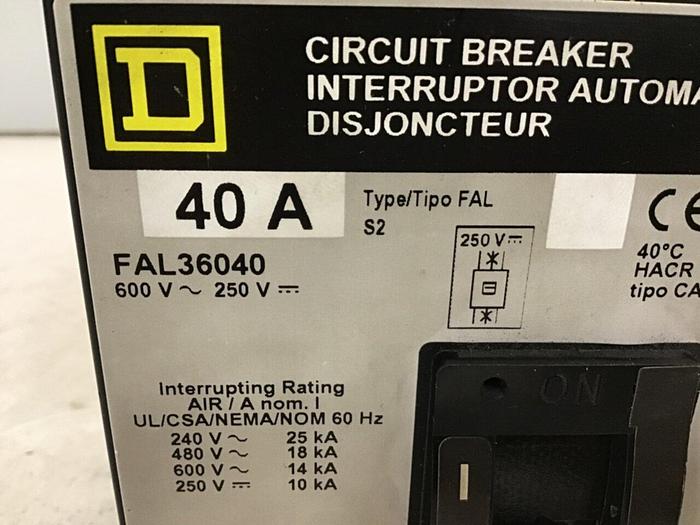 D
CIRCUIT BREAKER
INTERRUPTOR
DISJONCTEUR
40 A
Type/Tipo FAL
S2
FAL36040
600 V ~ 250 V ⎓
250 V ⎓
CE
40°C
HACR
tipo
Interrupting Rating
AIR / A nom. I
UL/CSA/NEMA/NOM 60 Hz
240 V ~ 25 kA
480 V ~ 18 kA
600 V ~ 14 kA
250 V ⎓ 10 kA
ON